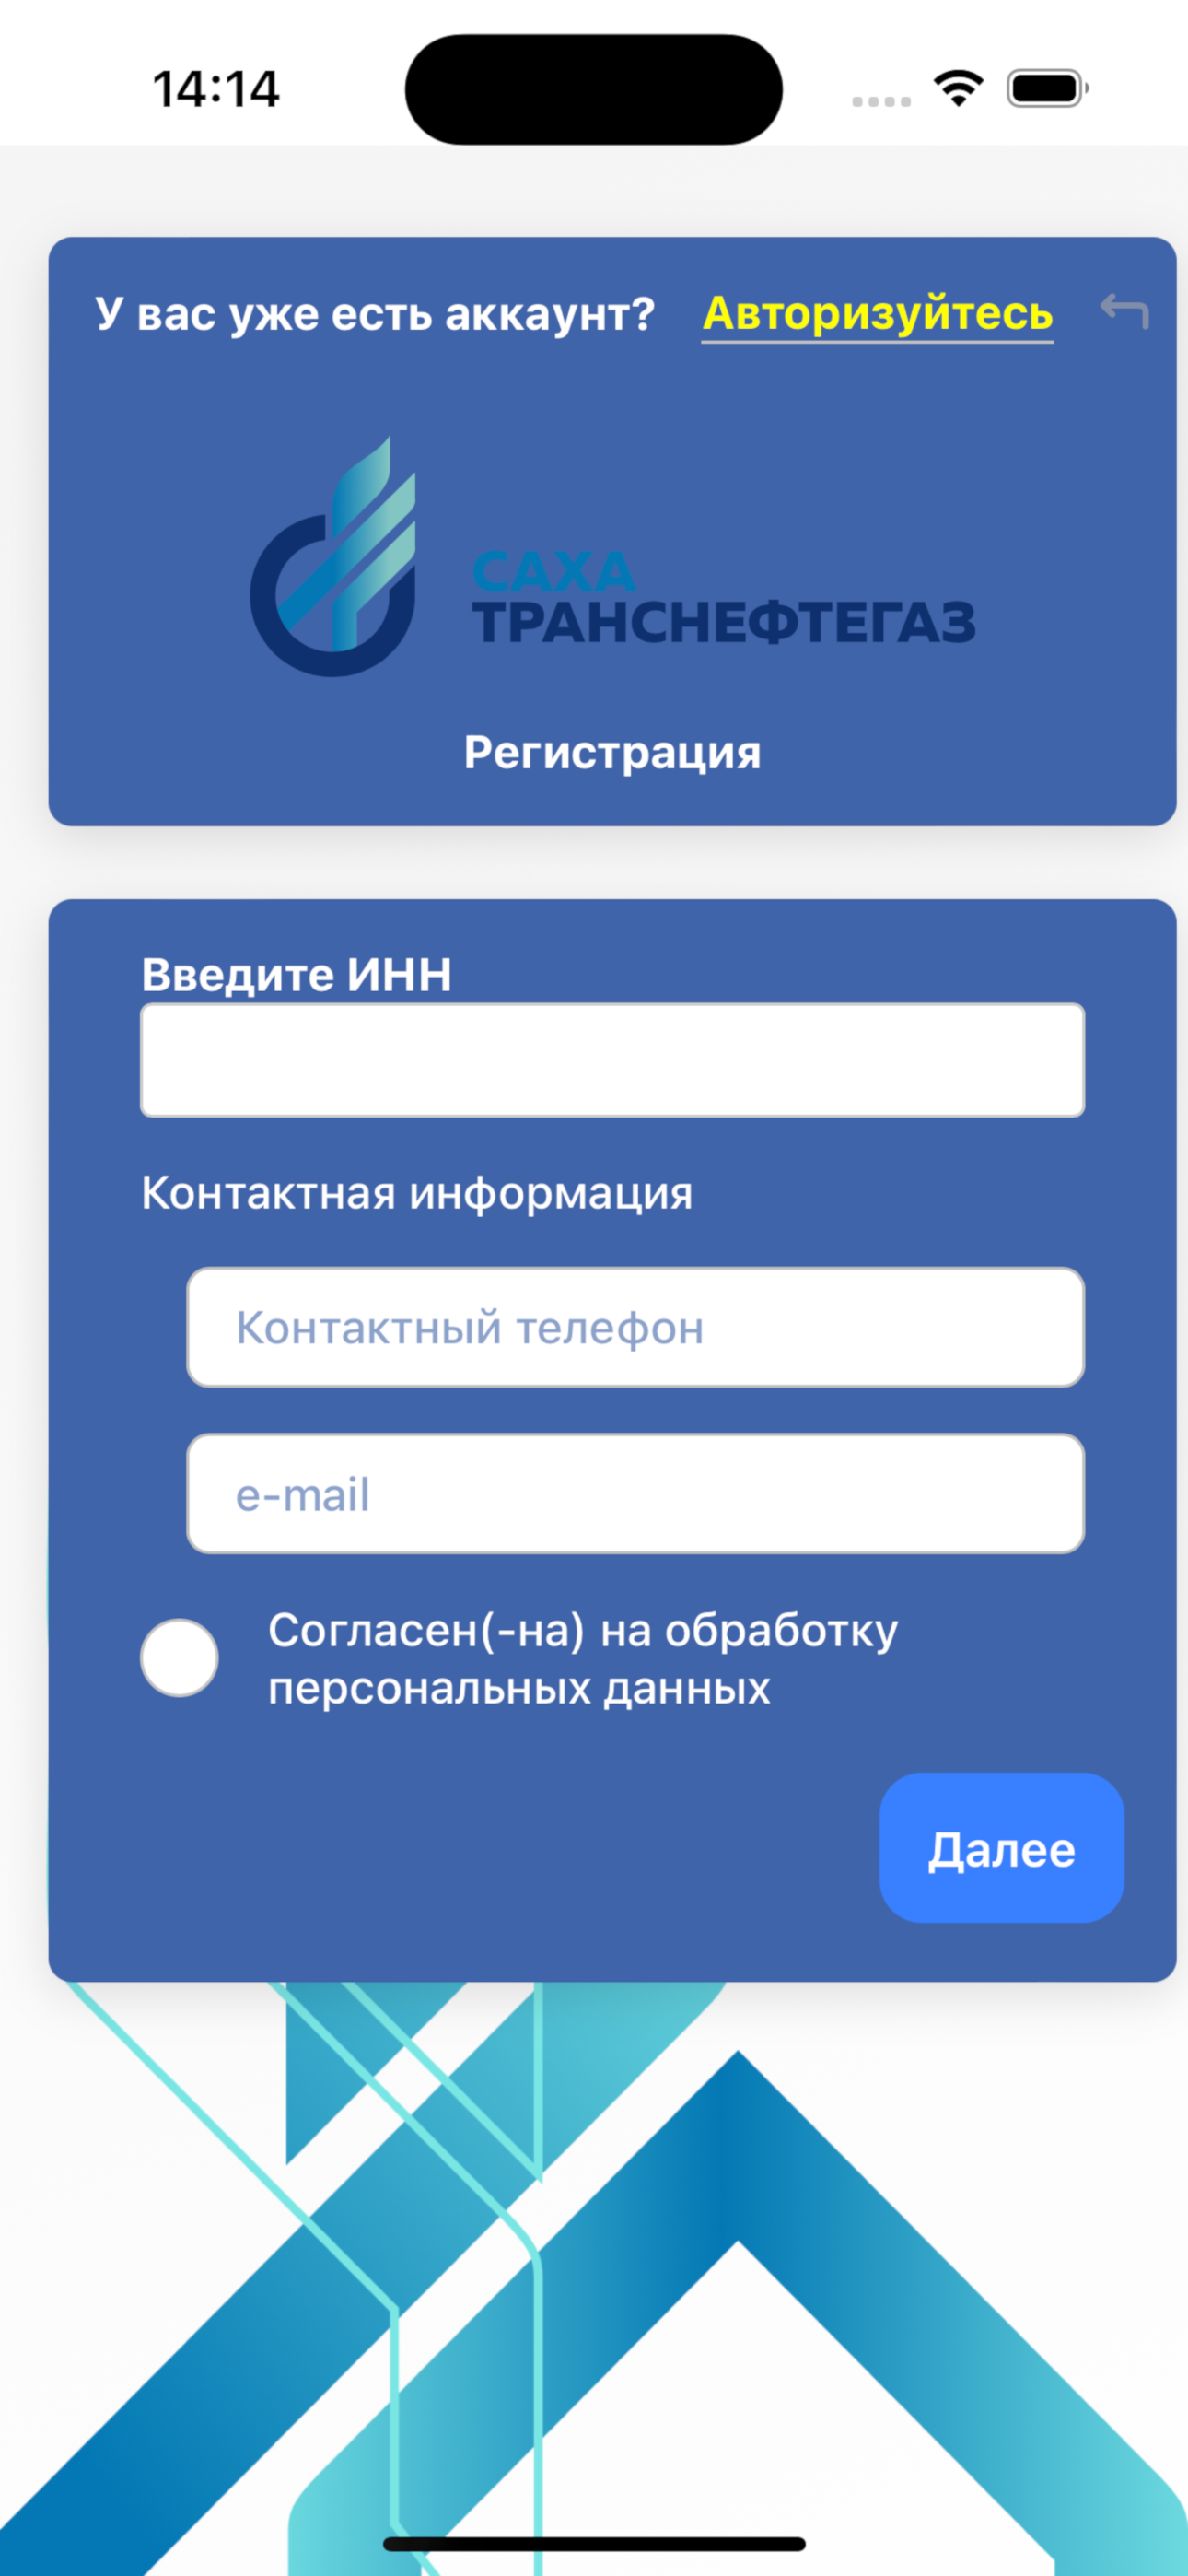 14:14
У вас уже есть аккаунт? Авторизуйтесь
САХА
ТРАНСНЕФТЕГАЗ
Регистрация
Введите ИНН
Контактная информация
Контактный телефон
e-mail
Согласен(-на) на обработку
персональных данных
Далее